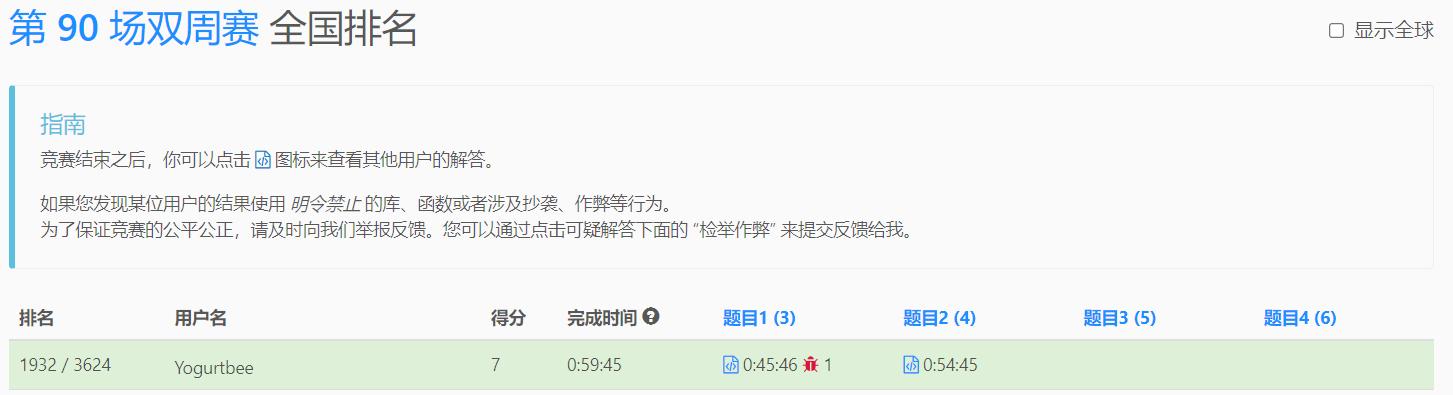 第 90 场双周赛 全国排名
显示全球
指南
竞赛结束之后，你可以点击 图标来查看其他用户的解答。
如果您发现某位用户的结果使用 明令禁止 的库、函数或者涉及抄袭、作弊等行为。
为了保证竞赛的公平公正，请及时向我们举报反馈。您可以通过点击可疑解答下面的 “检举作弊” 来提交反馈给我。
排名 用户名 得分 完成时间 题目1 (3) 题目2 (4) 题目3 (5) 题目4 (6)
1932 / 3624 Yogurtbee 7 0:59:45 0:45:46 1 0:54:45